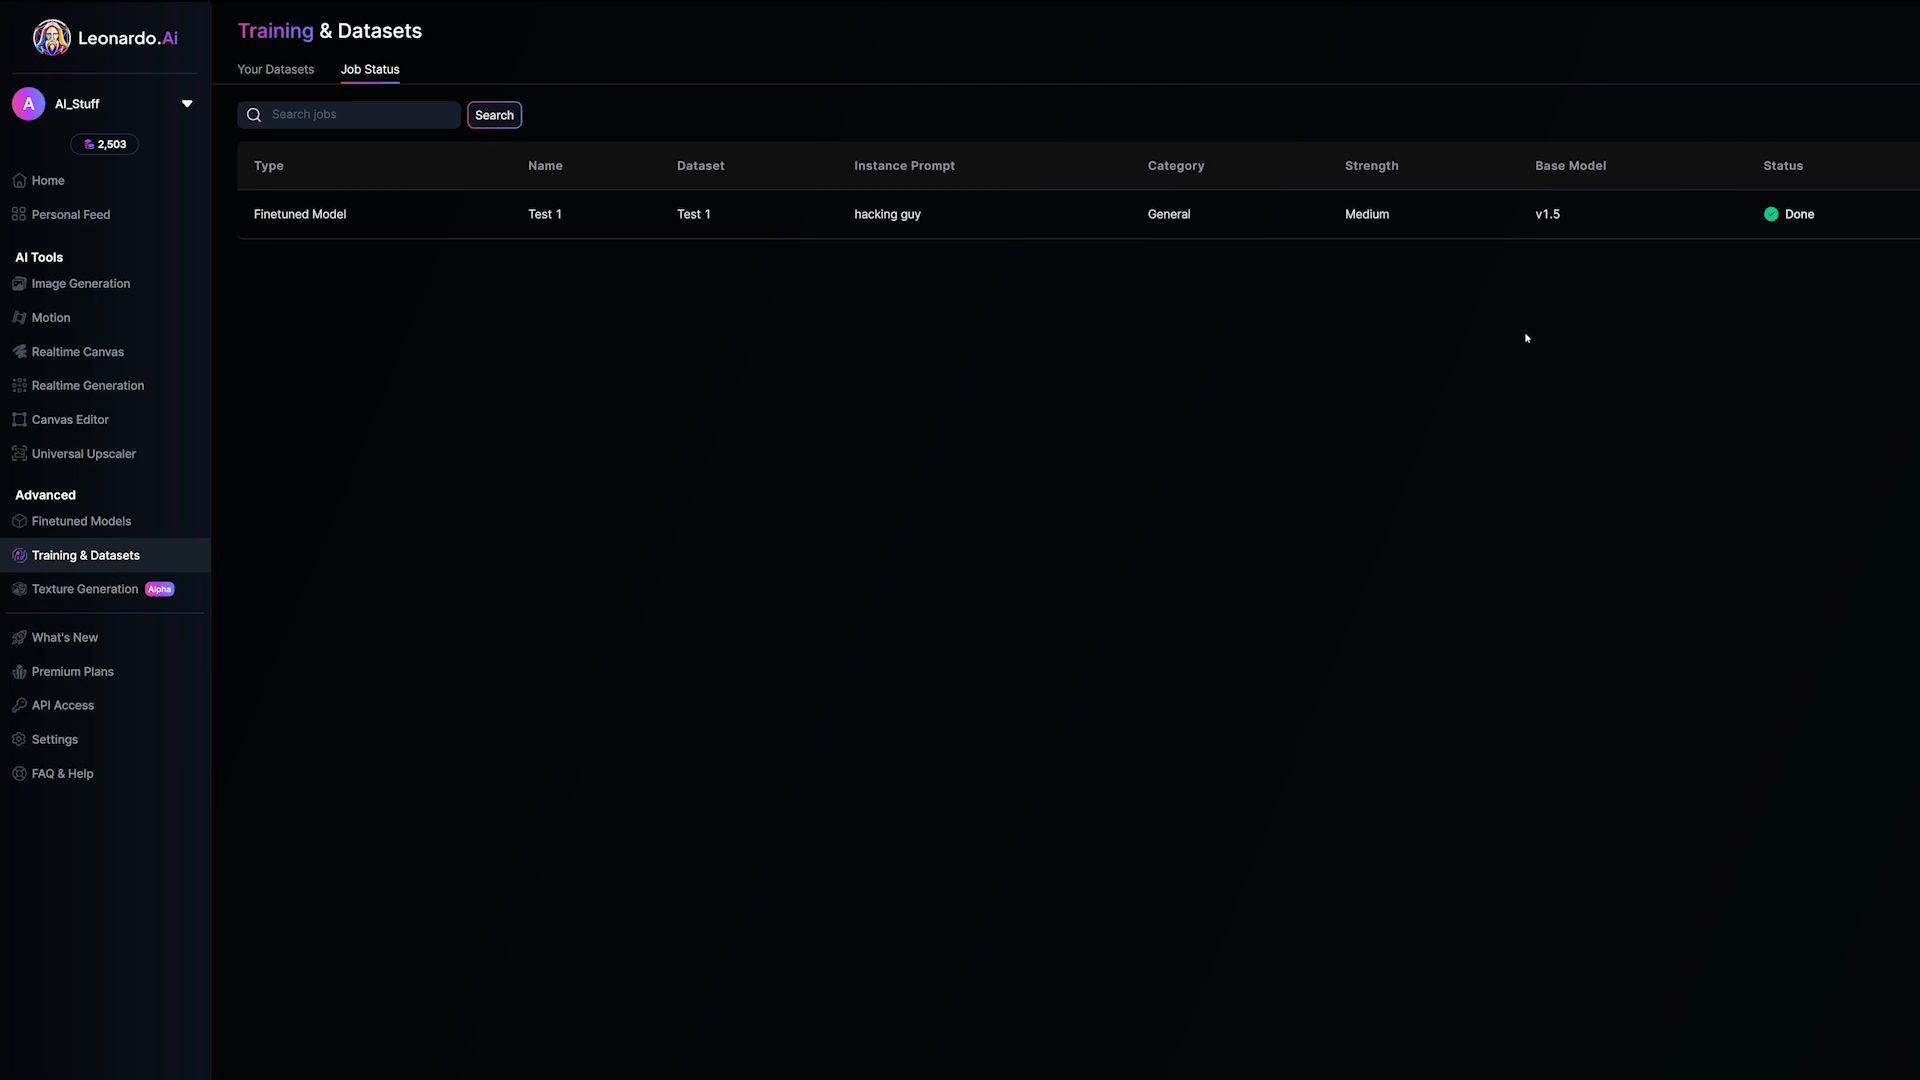 Leonardo.Ai
A AI_Stuff
2,503
Home
Personal Feed
AI Tools
Image Generation
Motion
Realtime Canvas
Realtime Generation
Canvas Editor
Universal Upscaler
Advanced
Finetuned Models
Training & Datasets
Texture Generation Alpha
What's New
Premium Plans
API Access
Settings
FAQ & Help
Training & Datasets
Your Datasets Job Status
Search jobs Search
Type Name Dataset Instance Prompt Category Strength Base Model Status
Finetuned Model Test 1 Test 1 hacking guy General Medium v1.5 Done